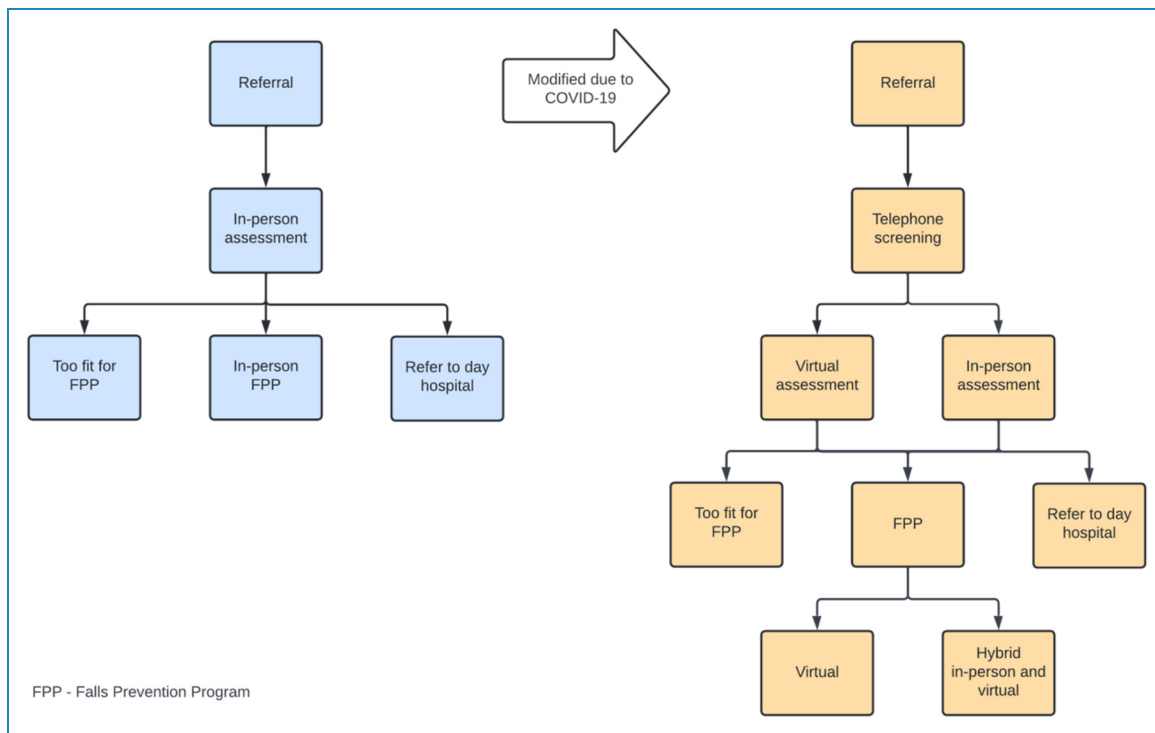 Referral
In-person
assessment
Too fit for
FPP
In-person
FPP
Refer to day
hospital
Modified due to
COVID-19
Referral
Telephone
screening
Virtual
assessment
In-person
assessment
Too fit for
FPP
FPP
Refer to day
hospital
Virtual
Hybrid
in-person and
virtual
FPP - Falls Prevention Program